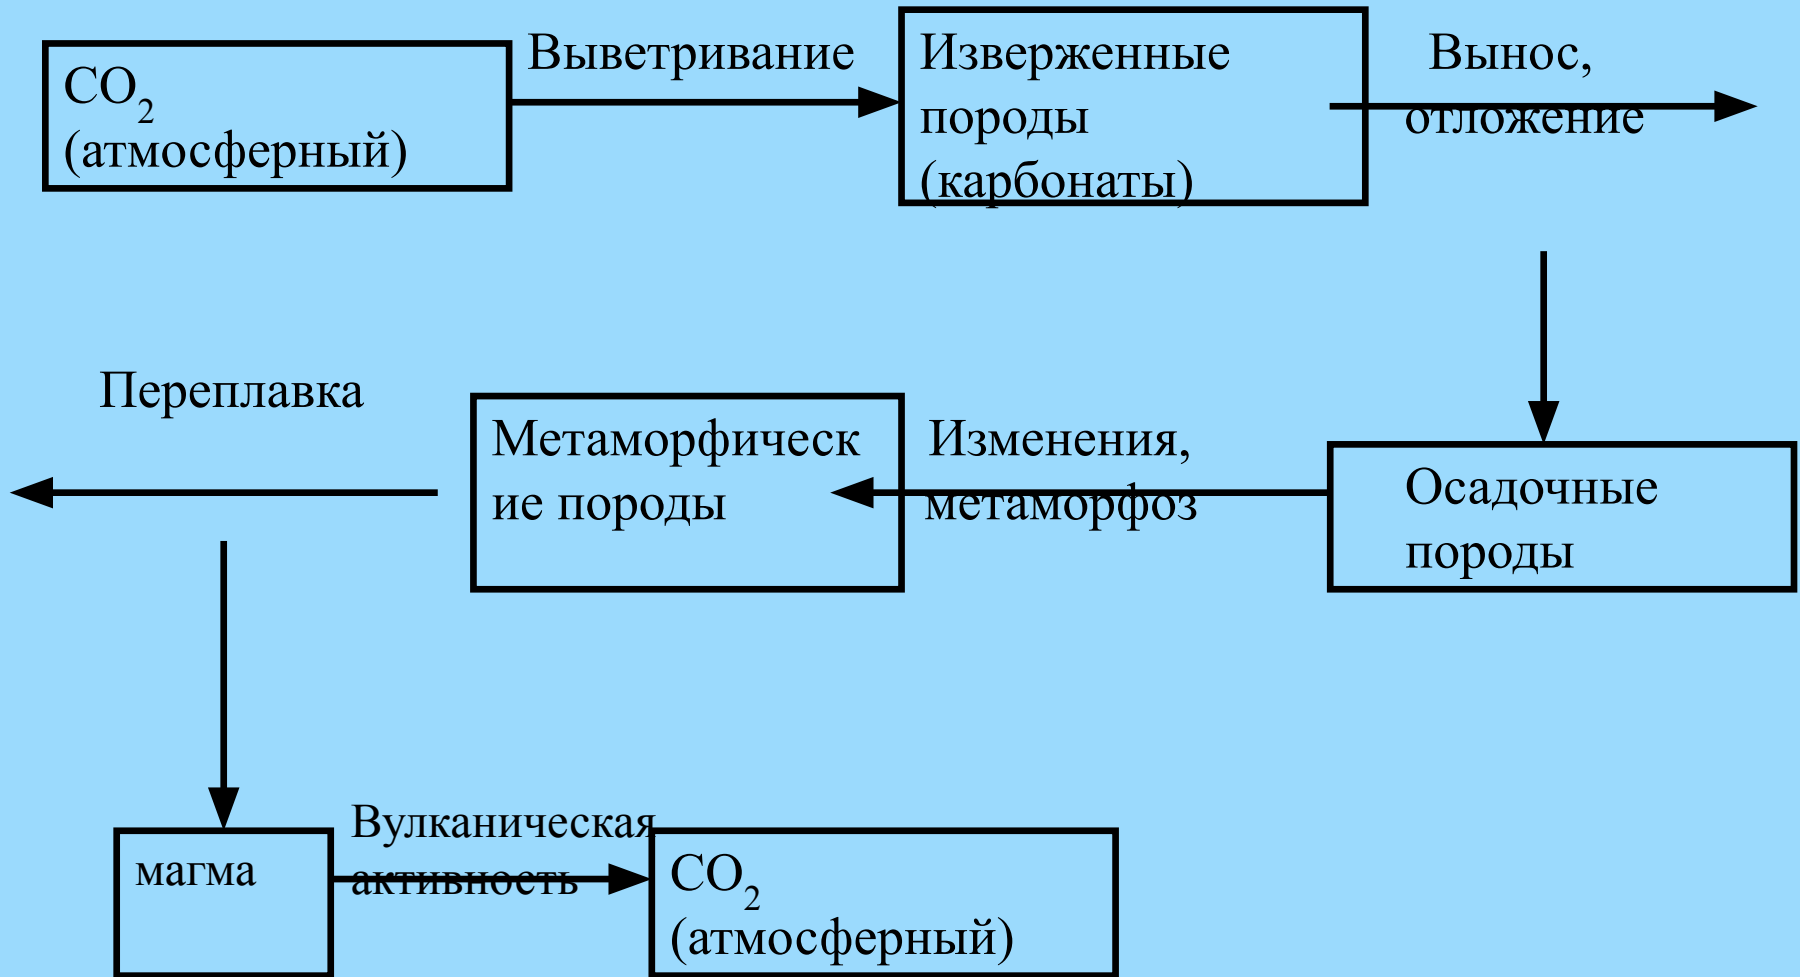 CO2
(атмосферный)
Выветривание
Изверженные
породы
(карбонаты)
Вынос,
отложение
Переплавка
Метаморфическ
ие породы
Изменения,
метаморфоз
Осадочные
породы
магма
Вулканическая
активность
CO2
(атмосферный)